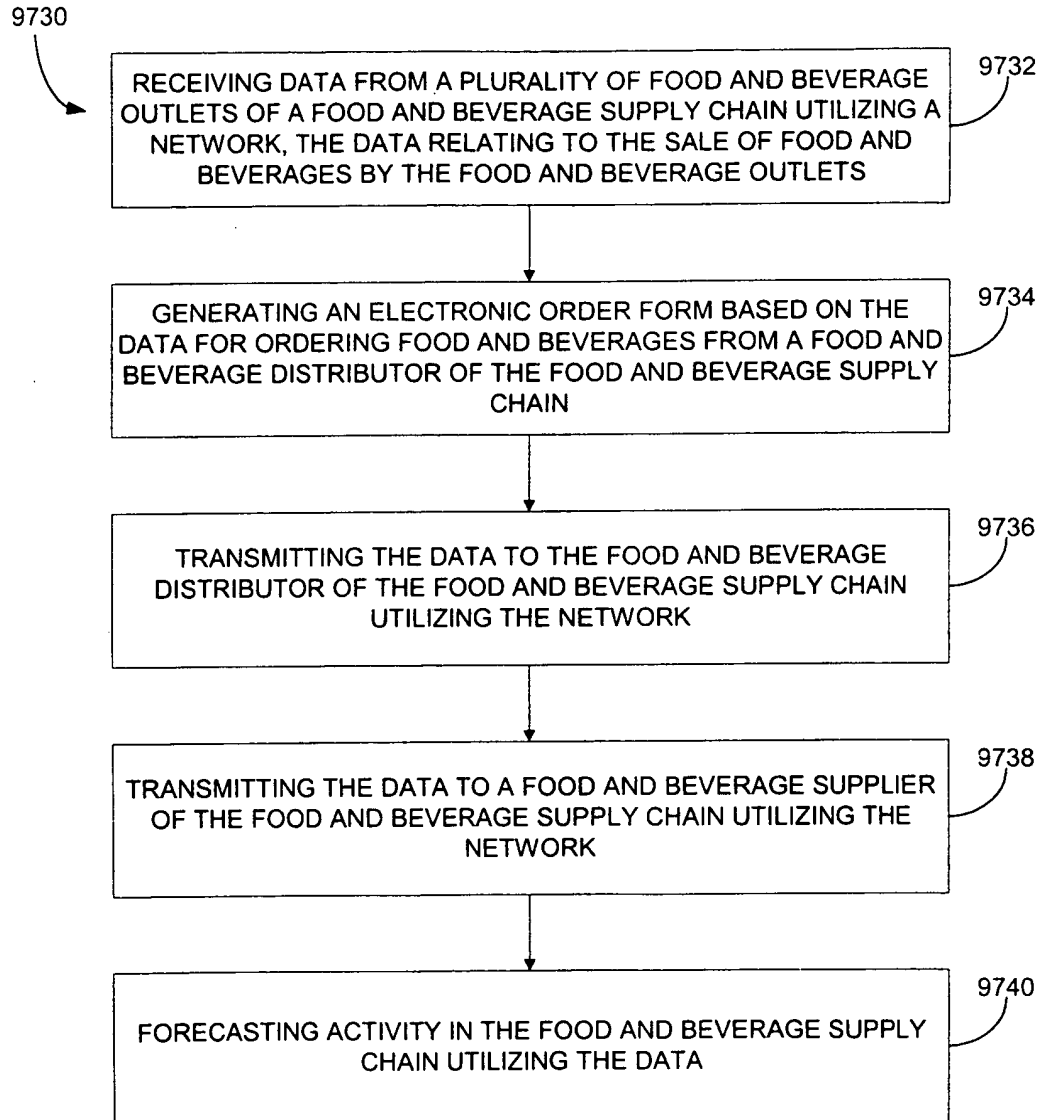 9730
9732
RECEIVING DATA FROM A PLURALITY OF FOOD AND BEVERAGE
OUTLETS OF A FOOD AND BEVERAGE SUPPLY CHAIN UTILIZING A
NETWORK, THE DATA RELATING TO THE SALE OF FOOD AND
BEVERAGES BY THE FOOD AND BEVERAGE OUTLETS
9734
GENERATING AN ELECTRONIC ORDER FORM BASED ON THE
DATA FOR ORDERING FOOD AND BEVERAGES FROM A FOOD AND
BEVERAGE DISTRIBUTOR OF THE FOOD AND BEVERAGE SUPPLY
CHAIN
9736
TRANSMITTING THE DATA TO THE FOOD AND BEVERAGE
DISTRIBUTOR OF THE FOOD AND BEVERAGE SUPPLY CHAIN
UTILIZING THE NETWORK
9738
TRANSMITTING THE DATA TO A FOOD AND BEVERAGE SUPPLIER
OF THE FOOD AND BEVERAGE SUPPLY CHAIN UTILIZING THE
NETWORK
9740
FORECASTING ACTIVITY IN THE FOOD AND BEVERAGE SUPPLY
CHAIN UTILIZING THE DATA